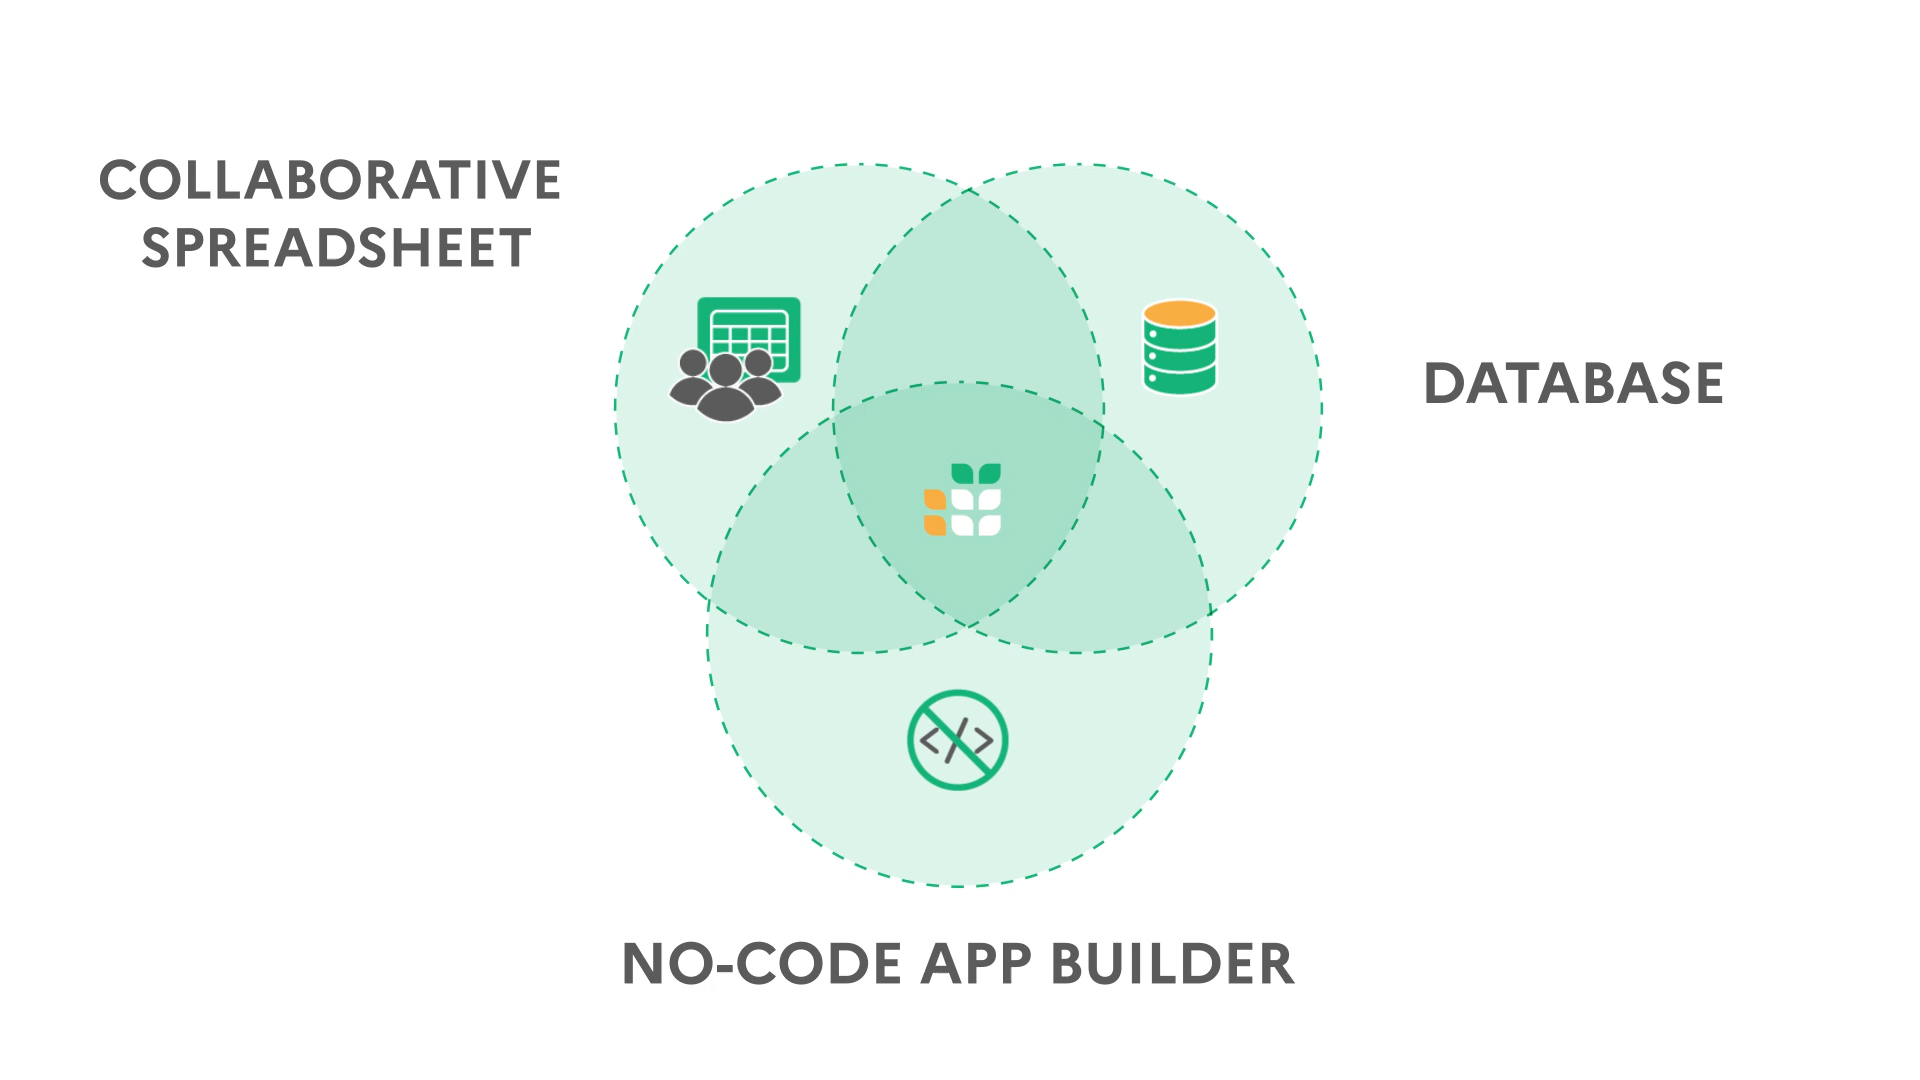 COLLABORATIVE
SPREADSHEET
DATABASE
</>
NO-CODE APP BUILDER